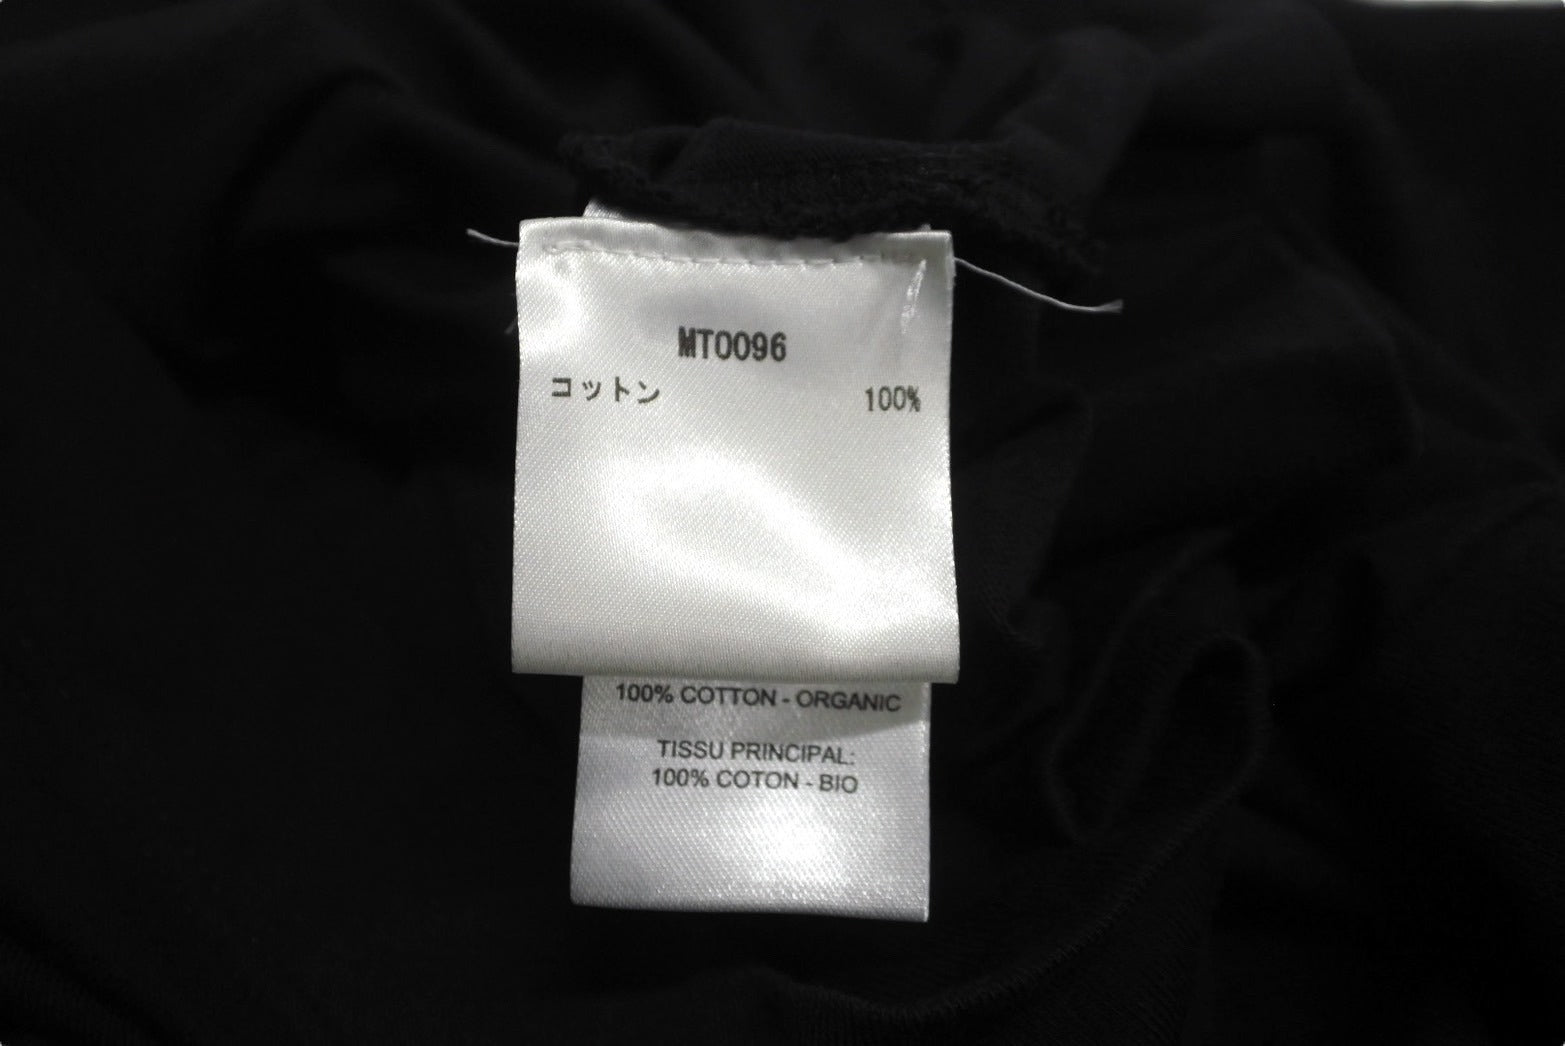 MT0096
コットン 100%
100% COTTON - ORGANIC
TISSU PRINCIPAL:
100% COTON - BIO